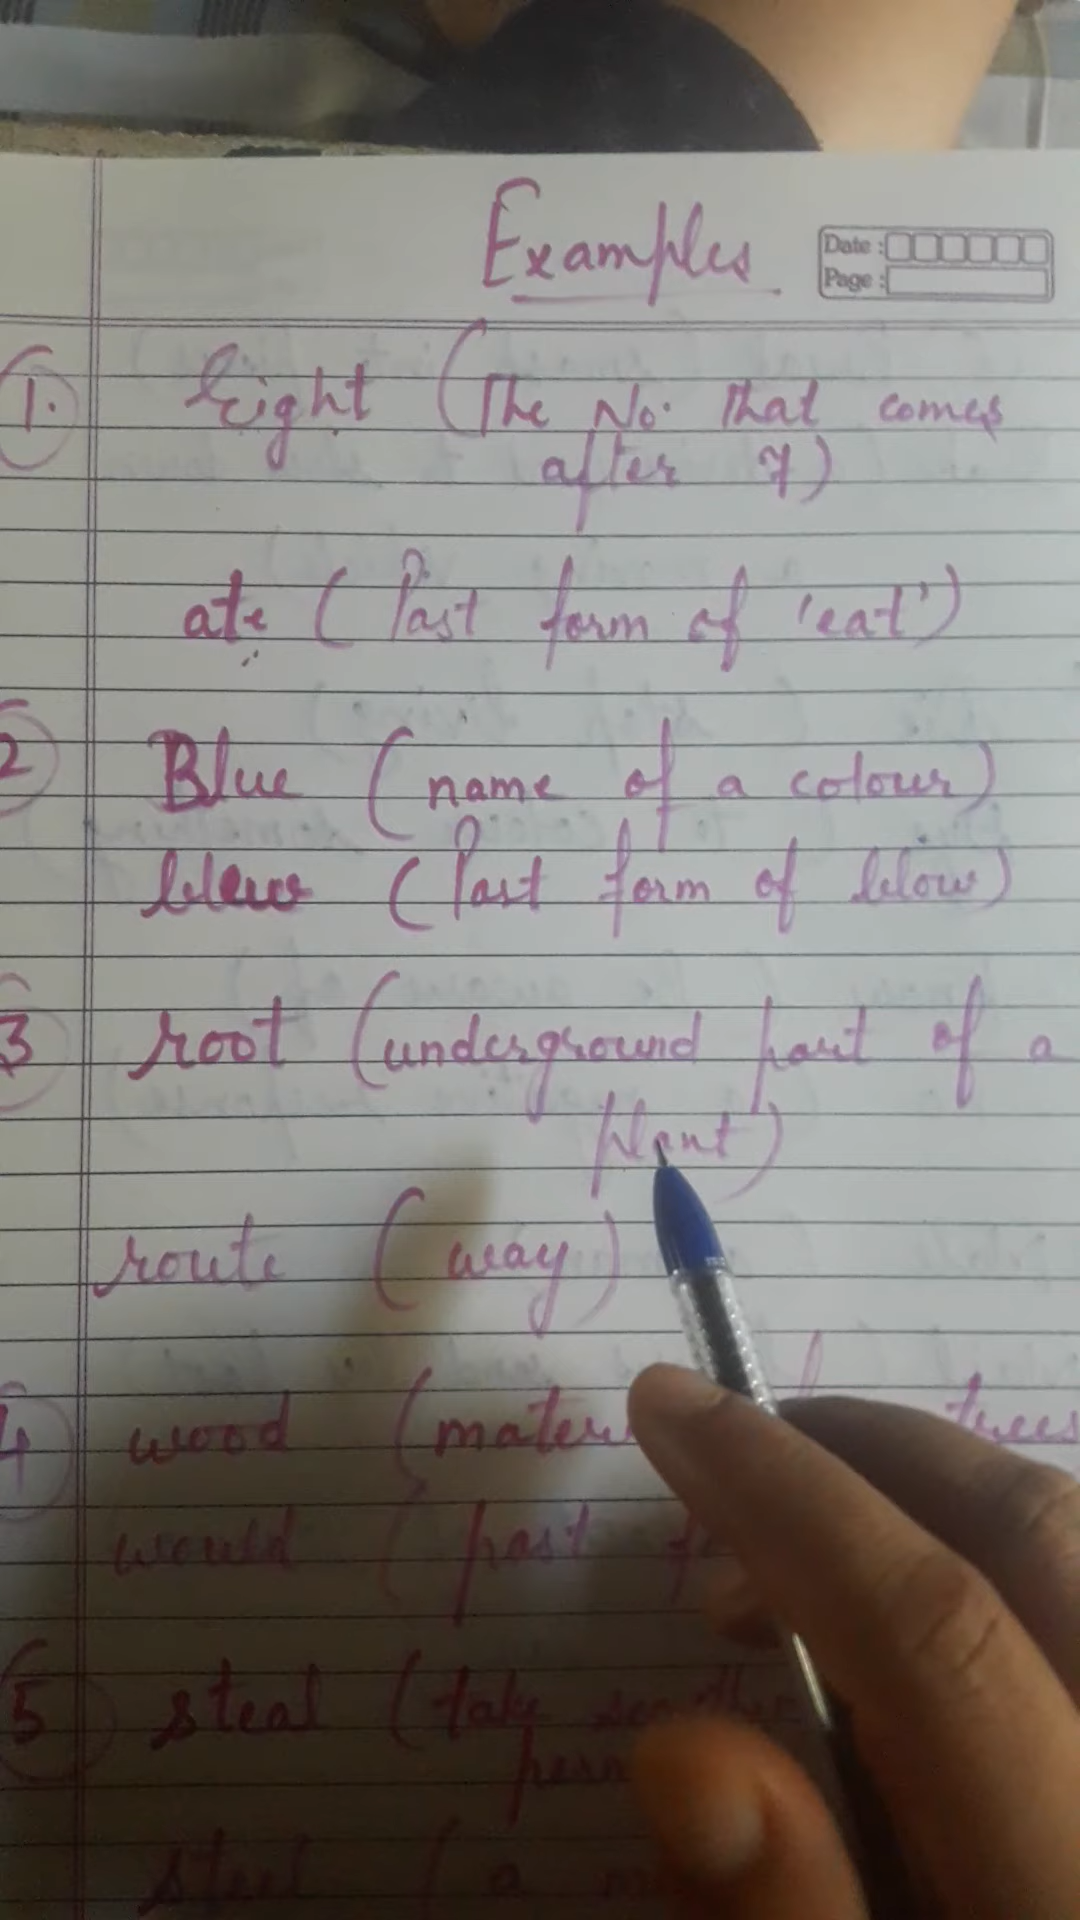 Examples
Date :
Page :
1. Eight (The No. that comes
after 7)
ate (Past form of 'eat')
2 Blue (name of a colour)
blew (Past form of blow)
3 root (underground part of a
plant)
route (way)
4 wood (trees
would (past
5 steal (take
steel (a